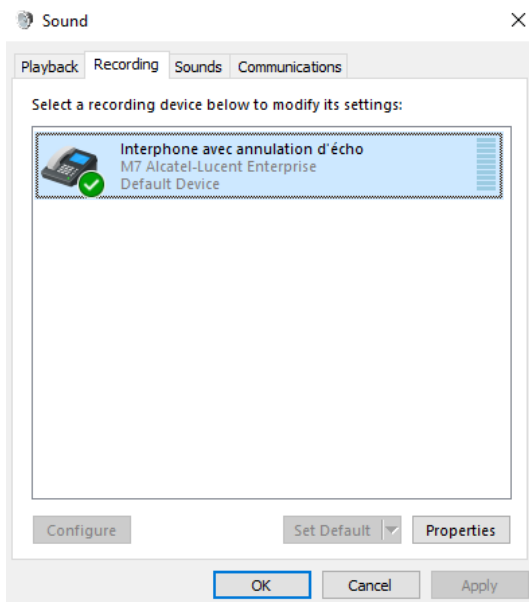 Sound
Playback Recording Sounds Communications
Select a recording device below to modify its settings:
Interphone avec annulation d'écho
M7 Alcatel-Lucent Enterprise
Default Device
Configure Set Default Properties
OK Cancel Apply